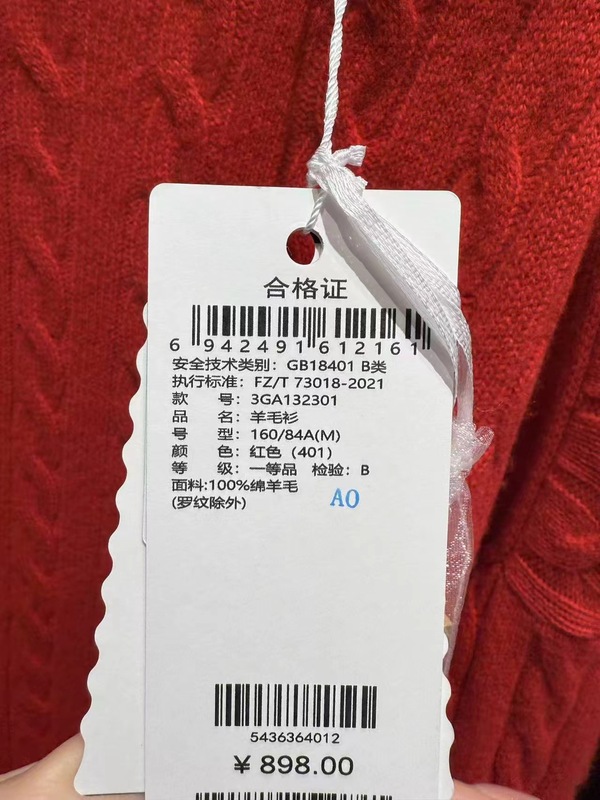 合格证
6 942491 612161
安全技术类别: GB18401 B类
执行标准: FZ/T 73018-2021
款 号: 3GA132301
品 名: 羊毛衫
号 型: 160/84A(M)
颜 色: 红色 (401)
等 级: 一等品 检验: B
面料:100%绵羊毛
(罗纹除外)
AO
5436364012
¥ 898.00